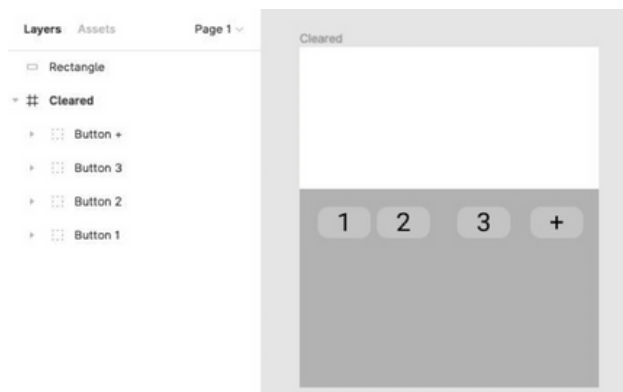 Layers Assets Page 1
Rectangle
Cleared
Button +
Button 3
Button 2
Button 1
Cleared
1 2 3 +